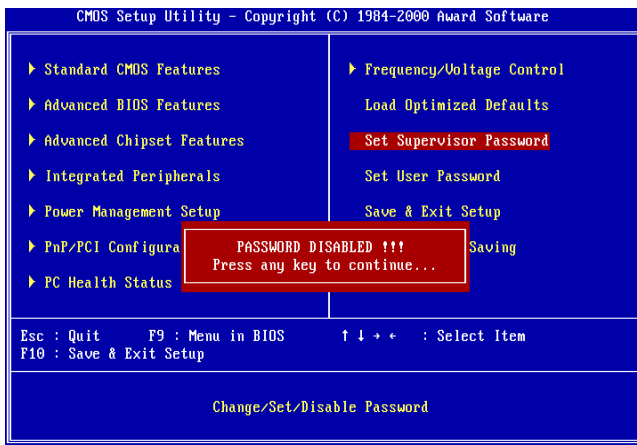 CMOS Setup Utility - Copyright (C) 1984-2000 Award Software
Standard CMOS Features
Advanced BIOS Features
Advanced Chipset Features
Integrated Peripherals
Power Management Setup
PnP/PCI Configura
PC Health Status
Frequency/Voltage Control
Load Optimized Defaults
Set Supervisor Password
Set User Password
Save & Exit Setup
Saving
PASSWORD DISABLED !!!
Press any key to continue...
Esc : Quit F9 : Menu in BIOS ↑ ↓ → ← : Select Item
F10 : Save & Exit Setup
Change/Set/Disable Password